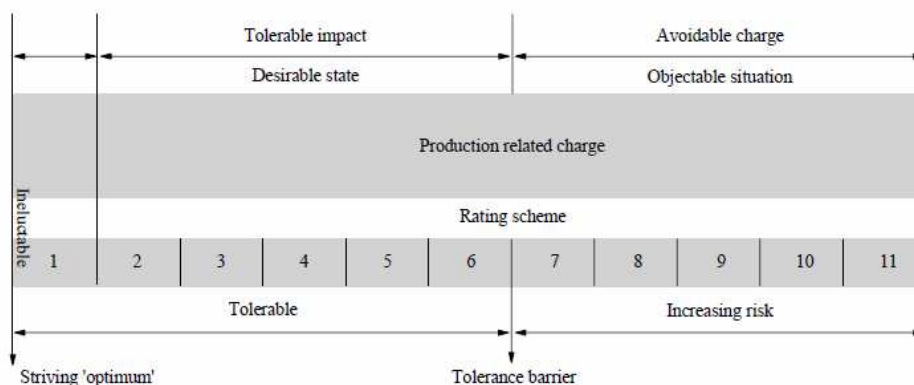 Tolerable impact
Avoidable charge
Desirable state
Objectable situation
Production related charge
Ineluctable
Rating scheme
1 2 3 4 5 6 7 8 9 10 11
Tolerable
Increasing risk
Striving 'optimum'
Tolerance barrier